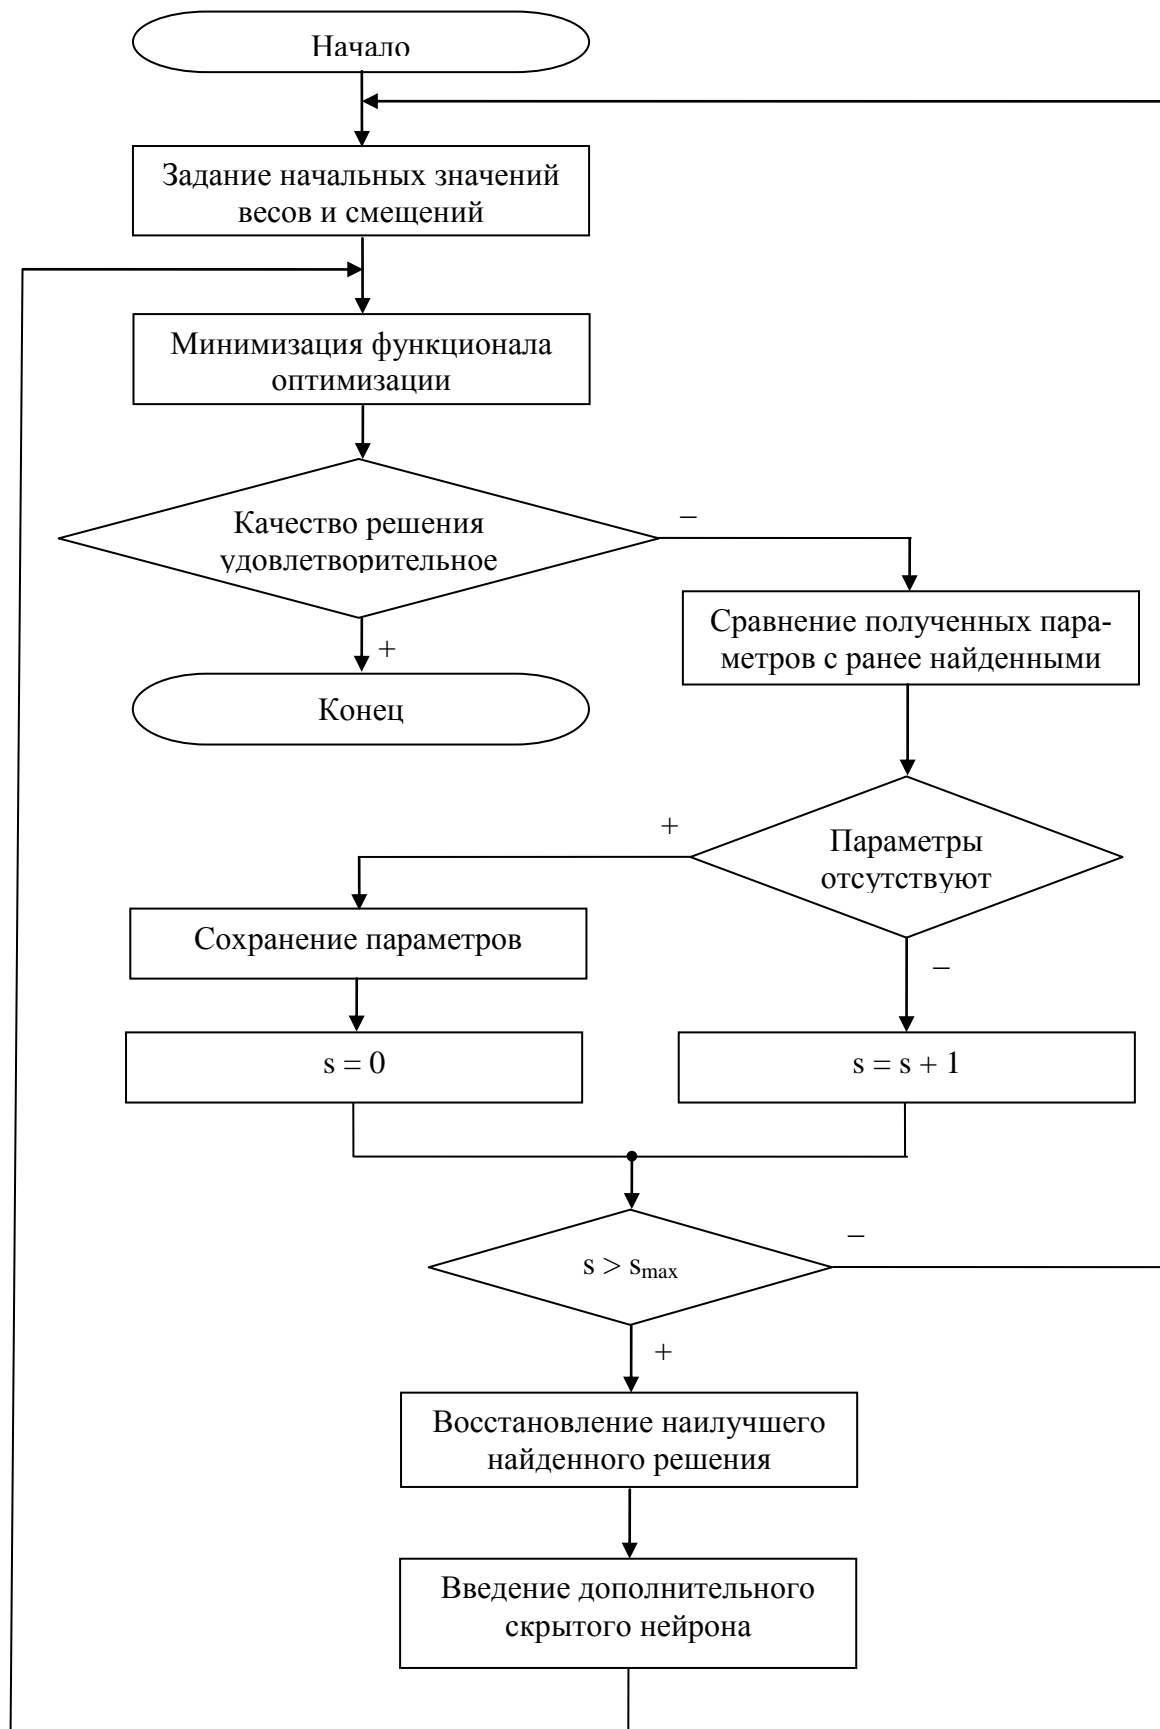 Начало
Задание начальных значений
весов и смещений
Минимизация функционала
оптимизации
Качество решения
удовлетворительное
–
Сравнение полученных пара-
метров с ранее найденными
+
Конец
+
Параметры
отсутствуют
Сохранение параметров
–
s = 0
s = s + 1
–
s > smax
+
Восстановление наилучшего
найденного решения
Введение дополнительного
скрытого нейрона